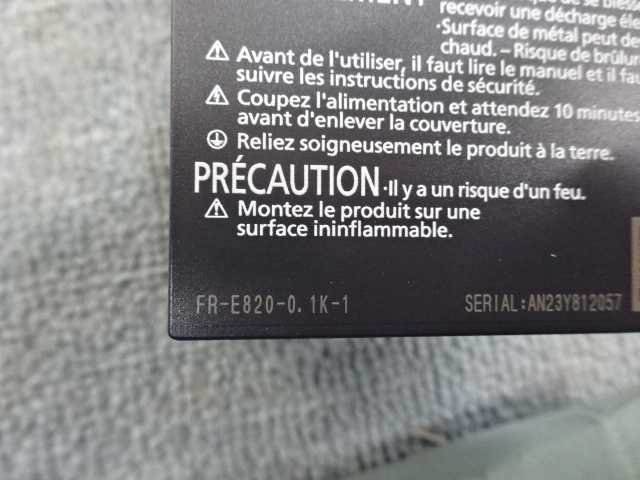 de se
recevoir une décharge
·Surface de métal peut
chaud. – Risque de
Avant de l'utiliser, il faut lire le manuel et il
suivre les instructions de sécurité.
Coupez l'alimentation et attendez 10 minutes
avant d'enlever la couverture.
Reliez soigneusement le produit à la terre.
PRÉCAUTION ·Il y a un risque d'un feu.
Montez le produit sur une
surface ininflammable.
FR-E820-0.1K-1 SERIAL:AN23Y812057